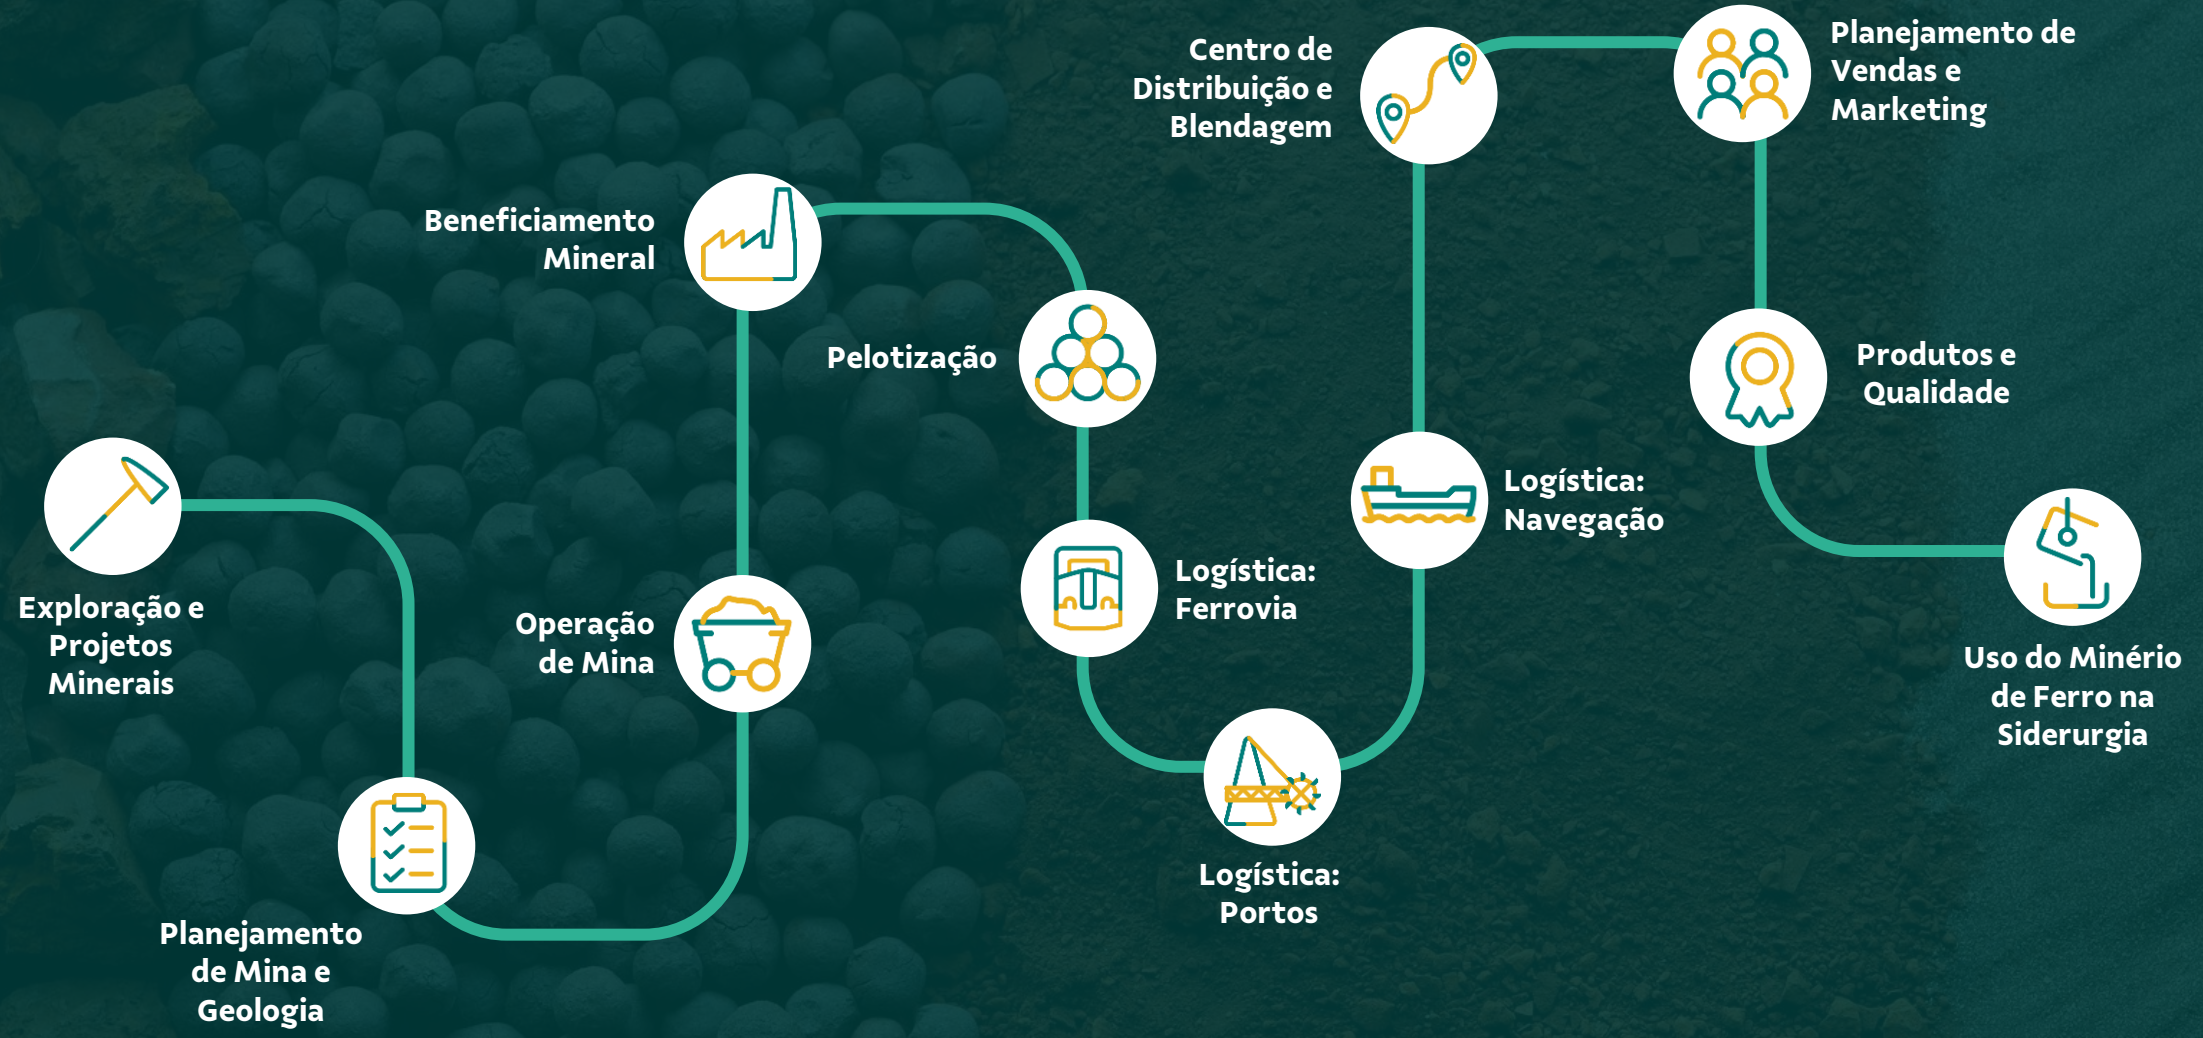 Exploração e
Projetos
Minerais
Planejamento
de Mina e
Geologia
Operação
de Mina
Beneficiamento
Mineral
Pelotização
Logística:
Ferrovia
Logística:
Portos
Logística:
Navegação
Centro de
Distribuição e
Blendagem
Planejamento de
Vendas e
Marketing
Produtos e
Qualidade
Uso do Minério
de Ferro na
Siderurgia